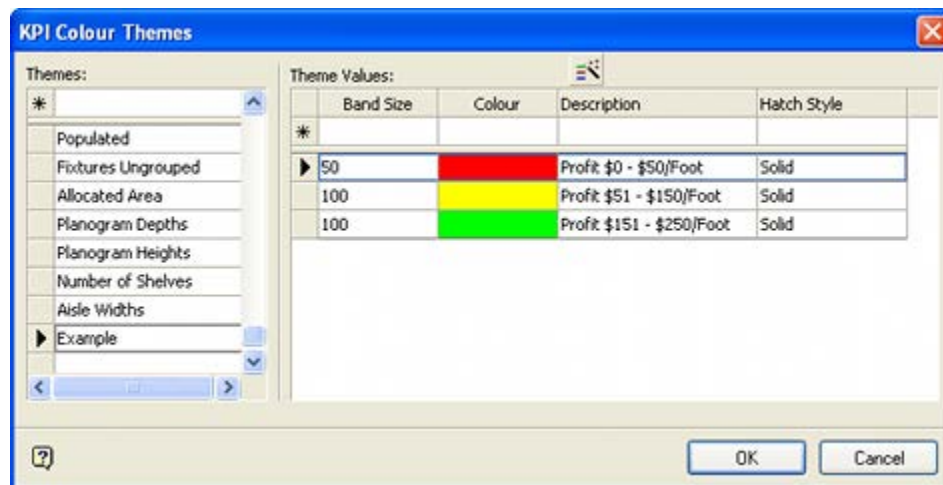 KPI Colour Themes
Themes:
Populated
Fixtures Ungrouped
Allocated Area
Planogram Depths
Planogram Heights
Number of Shelves
Aisle Widths
Example
Theme Values:
Band Size Colour Description Hatch Style
50 Profit $0 - $50/Foot Solid
100 Profit $51 - $150/Foot Solid
100 Profit $151 - $250/Foot Solid
OK Cancel